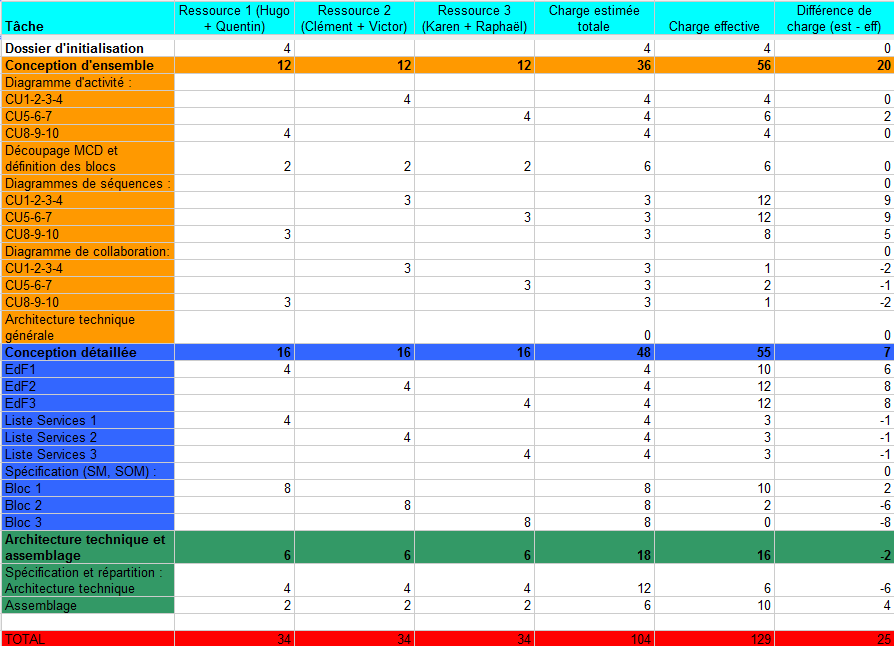 Tâche Ressource 1 (Hugo + Quentin) Ressource 2 (Clément + Victor) Ressource 3 (Karen + Raphaël) Charge estimée totale Charge effective Différence de charge (est - eff)
Dossier d'initialisation 4 4 4 0
Conception d'ensemble 12 12 12 36 56 20
Diagramme d'activité :
CU1-2-3-4 4 4 4 0
CU5-6-7 4 4 6 2
CU8-9-10 4 4 4 0
Découpage MCD et
définition des blocs 2 2 2 6 6 0
Diagrammes de séquences : 0
CU1-2-3-4 3 3 12 9
CU5-6-7 3 3 12 9
CU8-9-10 3 3 8 5
Diagramme de collaboration: 0
CU1-2-3-4 3 3 1 -2
CU5-6-7 3 3 2 -1
CU8-9-10 3 3 1 -2
Architecture technique
générale 0 0
Conception détaillée 16 16 16 48 55 7
EdF1 4 4 10 6
EdF2 4 4 12 8
EdF3 4 4 12 8
Liste Services 1 4 4 3 -1
Liste Services 2 4 4 3 -1
Liste Services 3 4 4 3 -1
Spécification (SM, SOM) : 0
Bloc 1 8 8 10 2
Bloc 2 8 8 2 -6
Bloc 3 8 8 0 -8
Architecture technique et
assemblage 6 6 6 18 16 -2
Spécification et répartition :
Architecture technique 4 4 4 12 6 -6
Assemblage 2 2 2 6 10 4
TOTAL 34 34 34 104 129 25